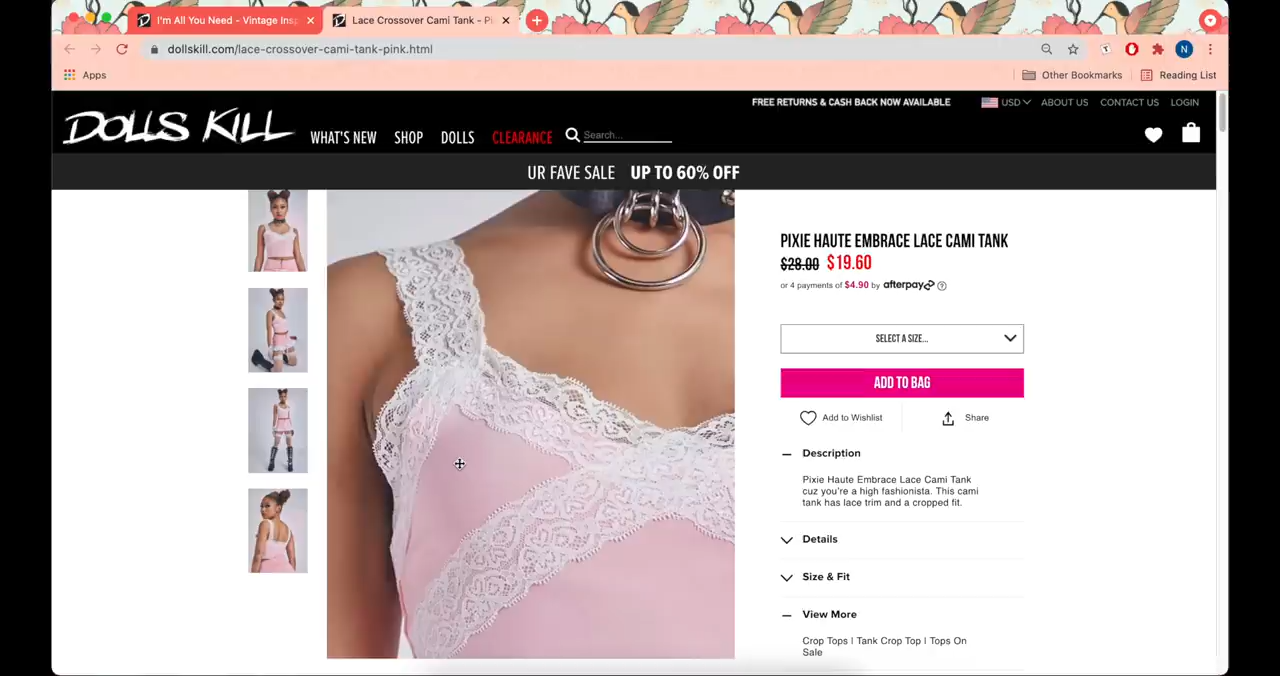 I'm All You Need - Vintage Insp
Lace Crossover Cami Tank - Pi
dollskill.com/lace-crossover-cami-tank-pink.html
N
Apps
Other Bookmarks
Reading List
FREE RETURNS & CASH BACK NOW AVAILABLE
USD
ABOUT US
CONTACT US
LOGIN
DOLLS KILL
WHAT'S NEW
SHOP
DOLLS
CLEARANCE
Search...
UR FAVE SALE UP TO 60% OFF
PIXIE HAUTE EMBRACE LACE CAMI TANK
$28.00 $19.60
or 4 payments of $4.90 by afterpay
SELECT A SIZE...
ADD TO BAG
Add to Wishlist
Share
Description
Pixie Haute Embrace Lace Cami Tank
cuz you're a high fashionista. This cami
tank has lace trim and a cropped fit.
Details
Size & Fit
View More
Crop Tops | Tank Crop Top | Tops On
Sale